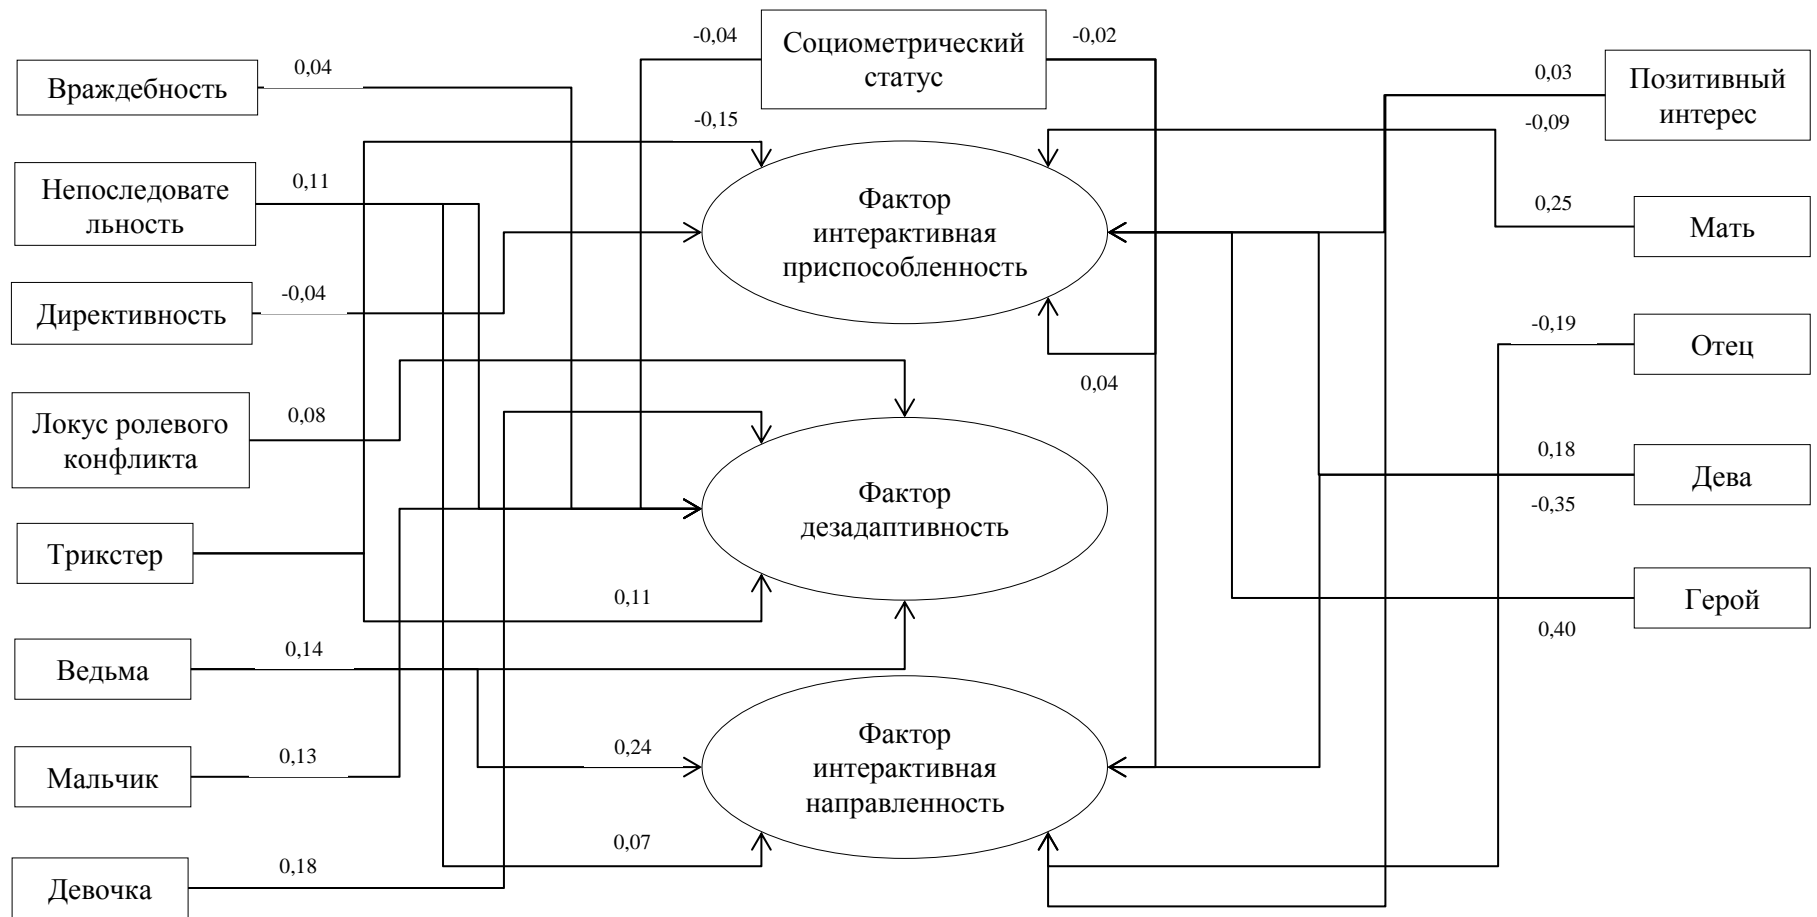 -0,04
Социометрический
статус
-0,02
Враждебность
0,04
0,03
Позитивный
интерес
-0,09
-0,15
Непоследовате
льность
0,11
Фактор
интерактивная
приспособленность
0,25
Мать
Директивность
-0,04
-0,19
Отец
0,04
Локус ролевого
конфликта
0,08
Фактор
дезадаптивность
0,18
Дева
-0,35
Трикстер
0,11
Герой
0,40
Ведьма
0,14
Фактор
интерактивная
направленность
0,24
Мальчик
0,13
0,07
Девочка
0,18